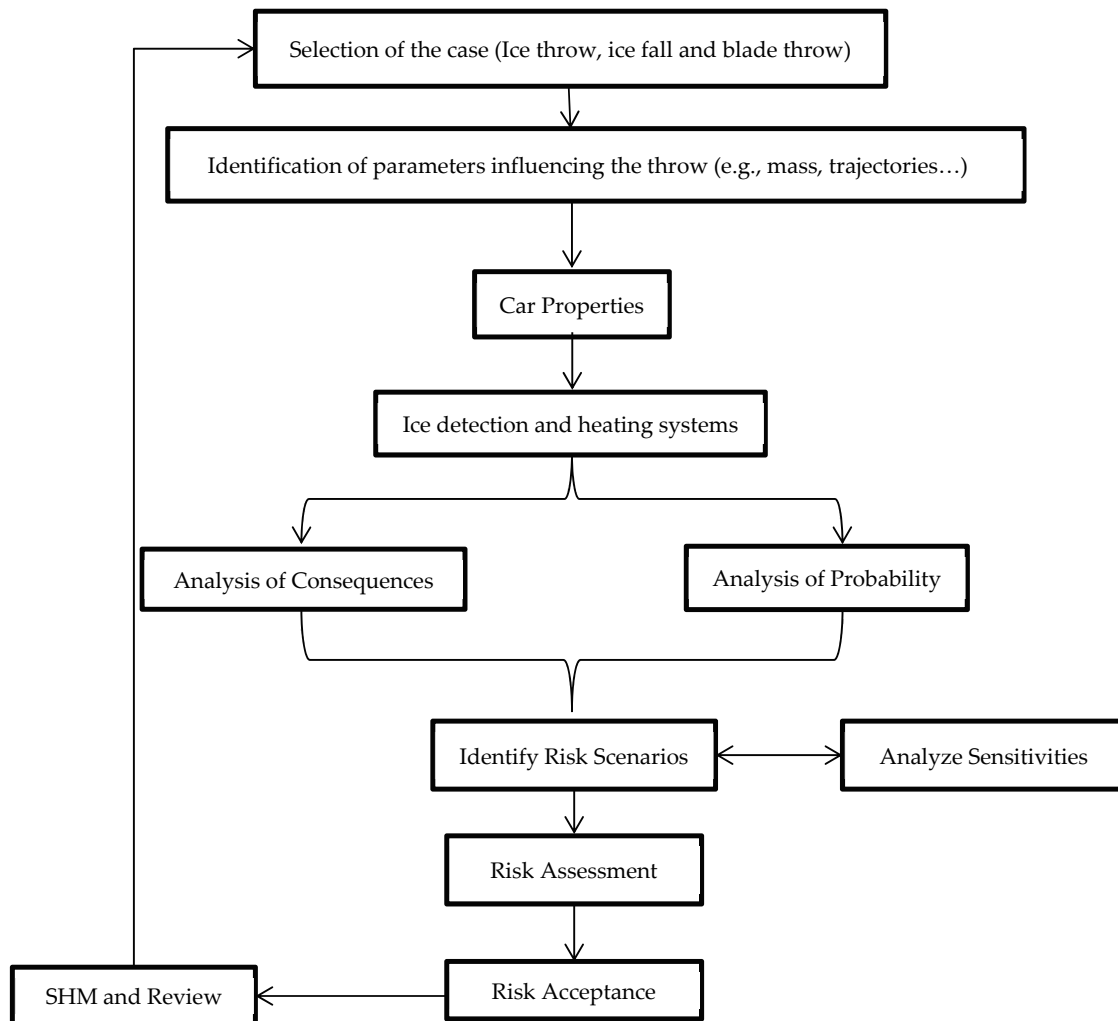 Selection of the case (Ice throw, ice fall and blade throw)
Identification of parameters influencing the throw (e.g., mass, trajectories…)
Car Properties
Ice detection and heating systems
Analysis of Consequences
Analysis of Probability
Identify Risk Scenarios
Analyze Sensitivities
Risk Assessment
SHM and Review
Risk Acceptance